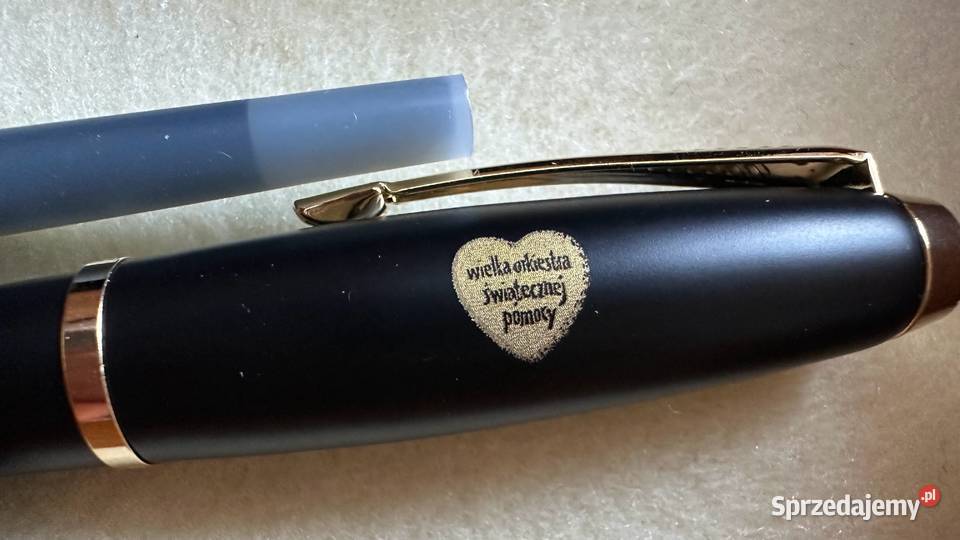 wielka orkiestra
świątecznej
pomocy
Sprzedajemy.pl